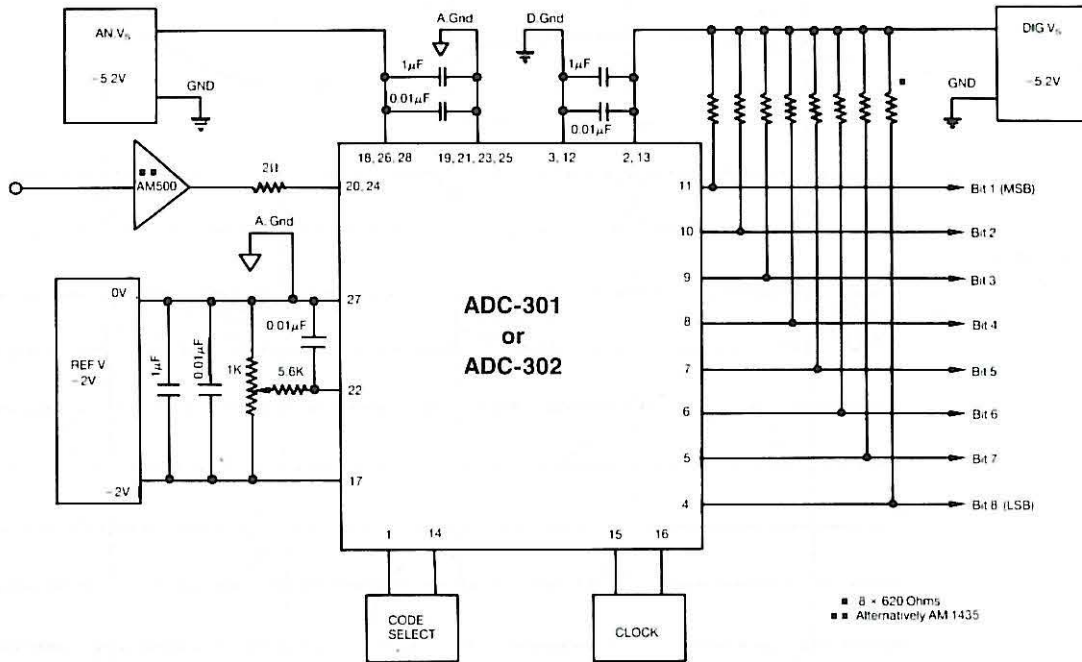 AN. V₅
−5.2V
GND
A. Gnd
1µF
0.01µF
D. Gnd
1µF
0.01µF
DIG V₅
−5.2V
GND
18, 26, 28
19, 21, 23, 25
3, 12
2, 13
AM500
2Ω
20, 24
11
Bit 1 (MSB)
A. Gnd
10
Bit 2
REF V
−2V
0V
−2V
1µF
0.01µF
1K
5.6K
0.01µF
27
22
17
ADC-301
or
ADC-302
9
Bit 3
8
Bit 4
7
Bit 5
6
Bit 6
5
Bit 7
4
Bit 8 (LSB)
1
14
15
16
CODE
SELECT
CLOCK
■ 8 × 620 Ohms
■ ■ Alternatively AM 1435